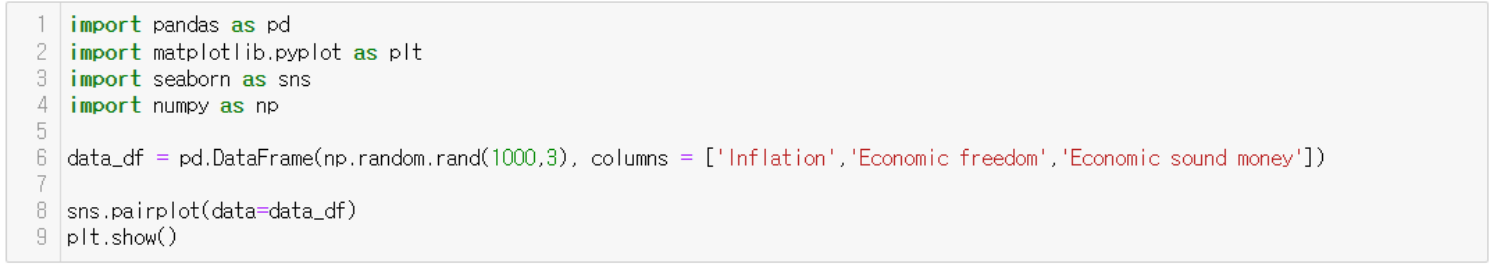 1 import pandas as pd
2 import matplotlib.pyplot as plt
3 import seaborn as sns
4 import numpy as np
5
6 data_df = pd.DataFrame(np.random.rand(1000,3), columns = ['Inflation','Economic freedom','Economic sound money'])
7
8 sns.pairplot(data=data_df)
9 plt.show()